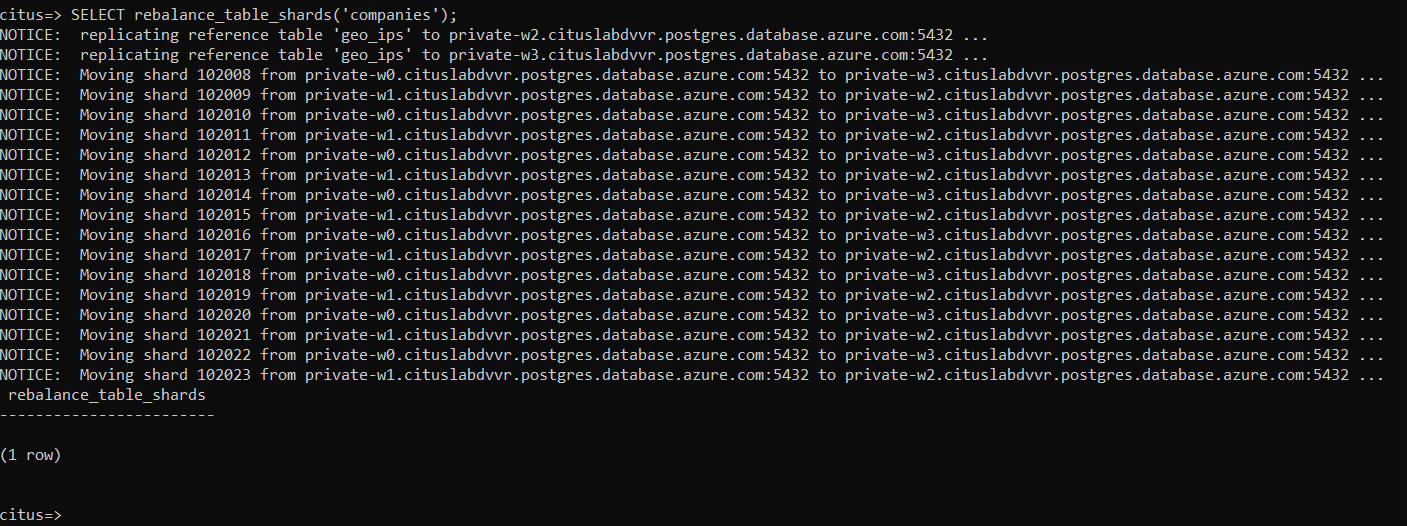 citus=> SELECT rebalance_table_shards('companies');
NOTICE:  replicating reference table 'geo_ips' to private-w2.cituslabdvvr.postgres.database.azure.com:5432 ...
NOTICE:  replicating reference table 'geo_ips' to private-w3.cituslabdvvr.postgres.database.azure.com:5432 ...
NOTICE:  Moving shard 102008 from private-w0.cituslabdvvr.postgres.database.azure.com:5432 to private-w3.cituslabdvvr.postgres.database.azure.com:5432 ...
NOTICE:  Moving shard 102009 from private-w1.cituslabdvvr.postgres.database.azure.com:5432 to private-w2.cituslabdvvr.postgres.database.azure.com:5432 ...
NOTICE:  Moving shard 102010 from private-w0.cituslabdvvr.postgres.database.azure.com:5432 to private-w3.cituslabdvvr.postgres.database.azure.com:5432 ...
NOTICE:  Moving shard 102011 from private-w1.cituslabdvvr.postgres.database.azure.com:5432 to private-w2.cituslabdvvr.postgres.database.azure.com:5432 ...
NOTICE:  Moving shard 102012 from private-w0.cituslabdvvr.postgres.database.azure.com:5432 to private-w3.cituslabdvvr.postgres.database.azure.com:5432 ...
NOTICE:  Moving shard 102013 from private-w1.cituslabdvvr.postgres.database.azure.com:5432 to private-w2.cituslabdvvr.postgres.database.azure.com:5432 ...
NOTICE:  Moving shard 102014 from private-w0.cituslabdvvr.postgres.database.azure.com:5432 to private-w3.cituslabdvvr.postgres.database.azure.com:5432 ...
NOTICE:  Moving shard 102015 from private-w1.cituslabdvvr.postgres.database.azure.com:5432 to private-w2.cituslabdvvr.postgres.database.azure.com:5432 ...
NOTICE:  Moving shard 102016 from private-w0.cituslabdvvr.postgres.database.azure.com:5432 to private-w3.cituslabdvvr.postgres.database.azure.com:5432 ...
NOTICE:  Moving shard 102017 from private-w1.cituslabdvvr.postgres.database.azure.com:5432 to private-w2.cituslabdvvr.postgres.database.azure.com:5432 ...
NOTICE:  Moving shard 102018 from private-w0.cituslabdvvr.postgres.database.azure.com:5432 to private-w3.cituslabdvvr.postgres.database.azure.com:5432 ...
NOTICE:  Moving shard 102019 from private-w1.cituslabdvvr.postgres.database.azure.com:5432 to private-w2.cituslabdvvr.postgres.database.azure.com:5432 ...
NOTICE:  Moving shard 102020 from private-w0.cituslabdvvr.postgres.database.azure.com:5432 to private-w3.cituslabdvvr.postgres.database.azure.com:5432 ...
NOTICE:  Moving shard 102021 from private-w1.cituslabdvvr.postgres.database.azure.com:5432 to private-w2.cituslabdvvr.postgres.database.azure.com:5432 ...
NOTICE:  Moving shard 102022 from private-w0.cituslabdvvr.postgres.database.azure.com:5432 to private-w3.cituslabdvvr.postgres.database.azure.com:5432 ...
NOTICE:  Moving shard 102023 from private-w1.cituslabdvvr.postgres.database.azure.com:5432 to private-w2.cituslabdvvr.postgres.database.azure.com:5432 ...
 rebalance_table_shards
------------------------
(1 row)
citus=>